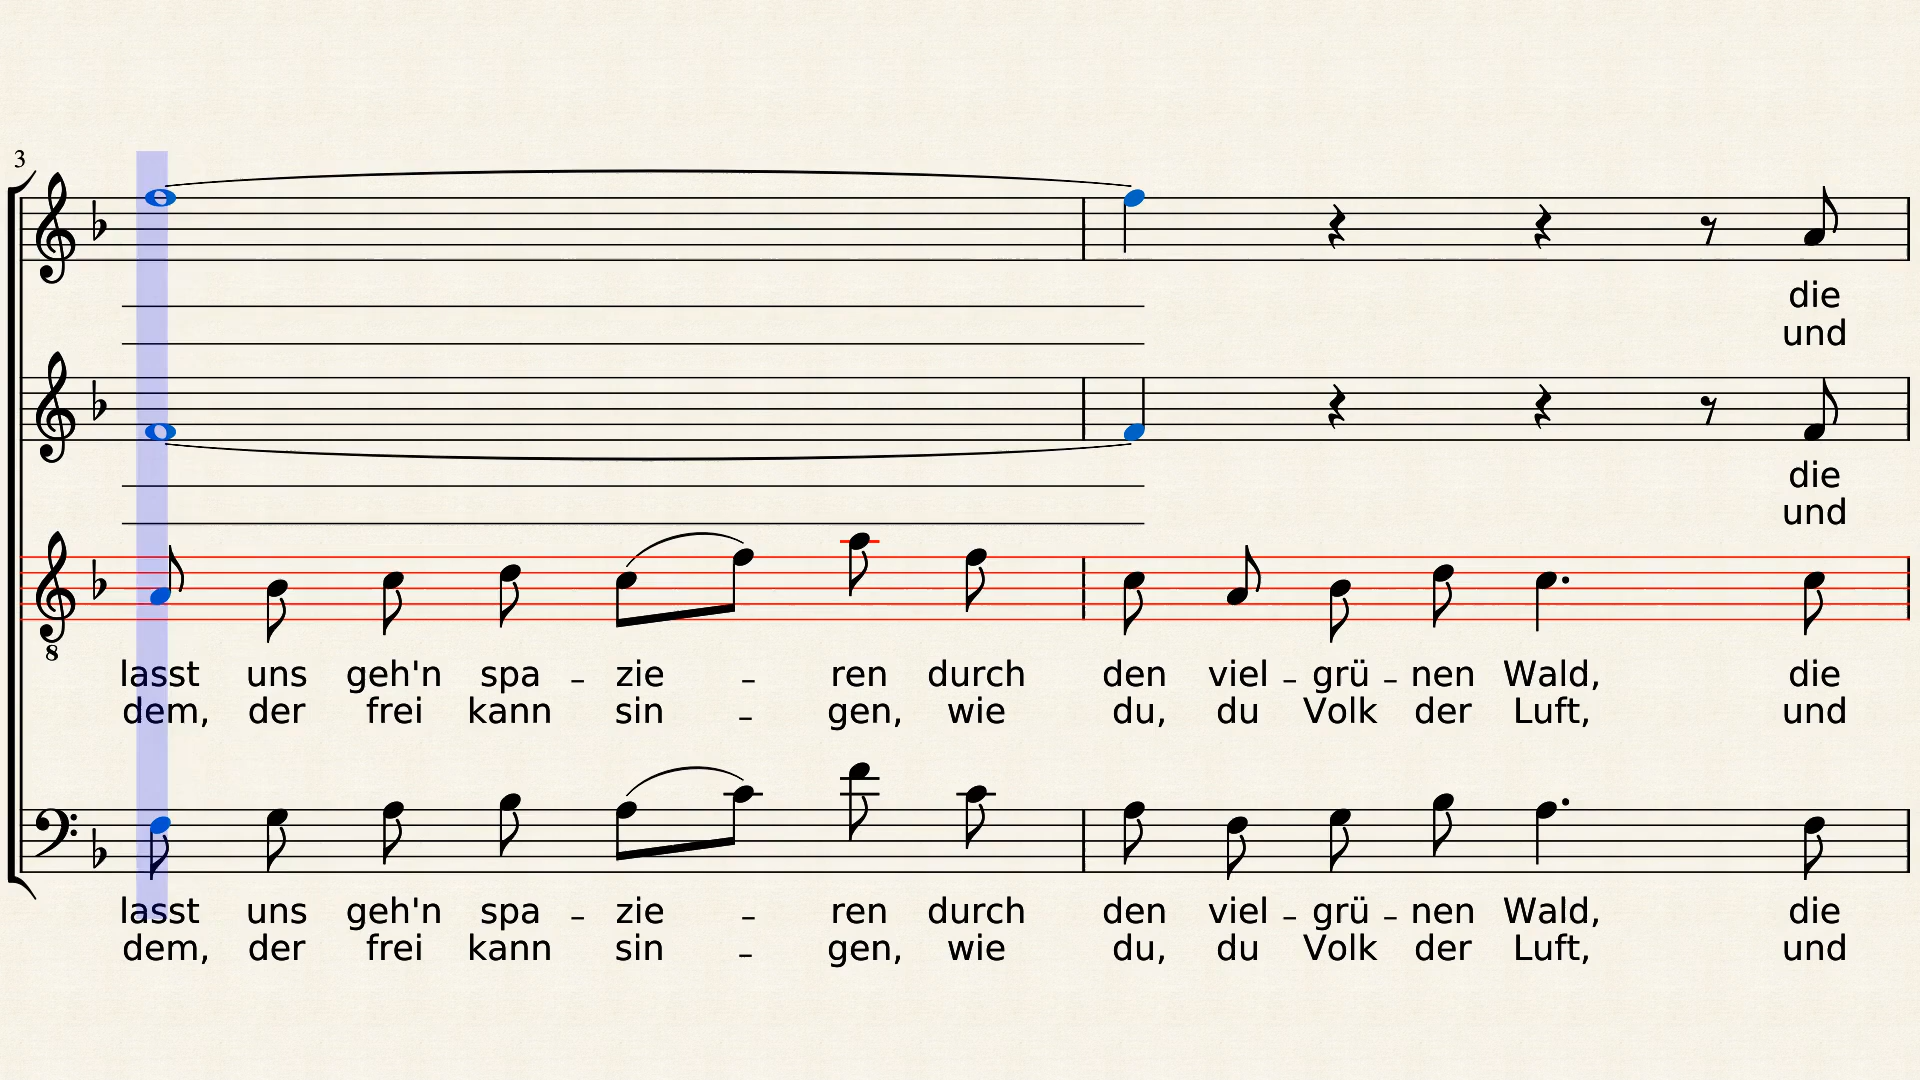 3
die
und
die
und
8
lasst uns geh'n spa - zie - ren durch den viel - grü - nen Wald, die
dem, der frei kann sin - gen, wie du, du Volk der Luft, und
lasst uns geh'n spa - zie - ren durch den viel - grü - nen Wald, die
dem, der frei kann sin - gen, wie du, du Volk der Luft, und